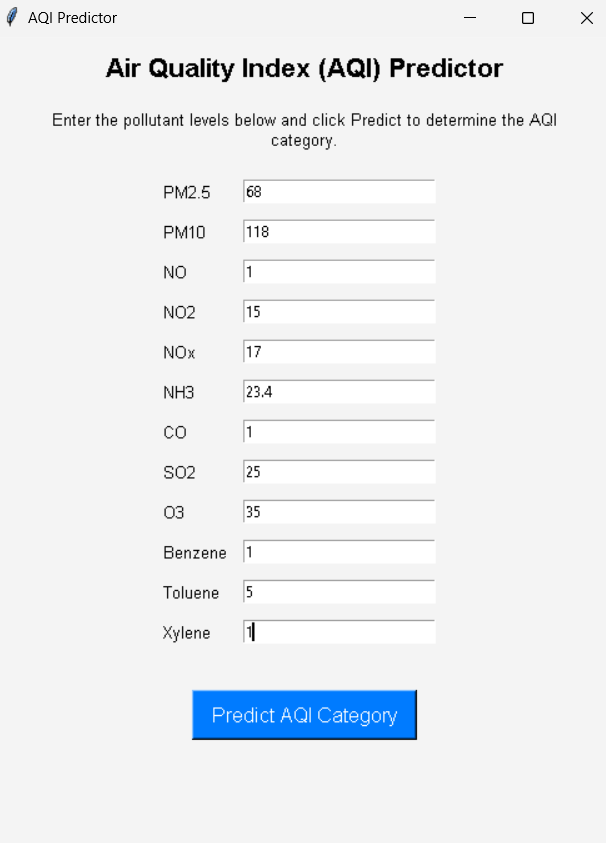 AQI Predictor
Air Quality Index (AQI) Predictor
Enter the pollutant levels below and click Predict to determine the AQI
category.
PM2.5 68
PM10 118
NO 1
NO2 15
NOx 17
NH3 23.4
CO 1
SO2 25
O3 35
Benzene 1
Toluene 5
Xylene 1
Predict AQI Category